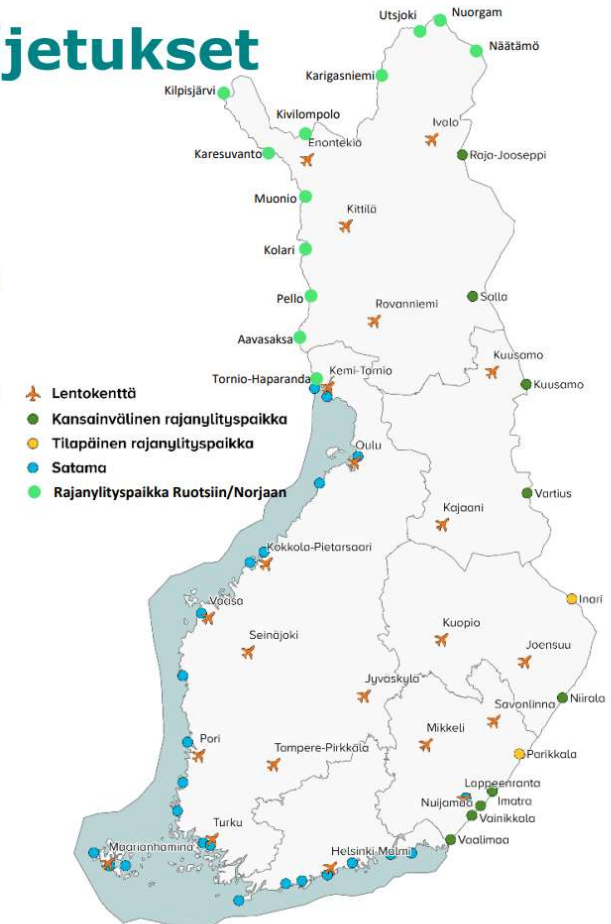 jetukset
Utsjoki
Nuorgam
Näätämö
Karigasniemi
Kilpisjärvi
Kivilompolo
Ivalo
Enontekiö
Karesuvanto
Raja-Jooseppi
Muonio
Kittilä
Kolari
Pello
Salla
Rovanniemi
Aavasaksa
Kuusamo
Tornio-Haparanda
Kemi-Tornio
Kuusamo
Lentokenttä
Kansainvälinen rajanylityspaikka
Tilapäinen rajanylityspaikka
Satama
Rajanylityspaikka Ruotsiin/Norjaan
Oulu
Vartius
Kajaani
Kokkola-Pietarsaari
Inari
Vaasa
Kuopio
Seinäjoki
Joensuu
Jyväskylä
Niirala
Savonlinna
Mikkeli
Pori
Tampere-Pirkkala
Parikkala
Lappeenranta
Nuijamaa
Imatra
Vainikkala
Turku
Vaalimaa
Maarianhamina
Helsinki-Malmi